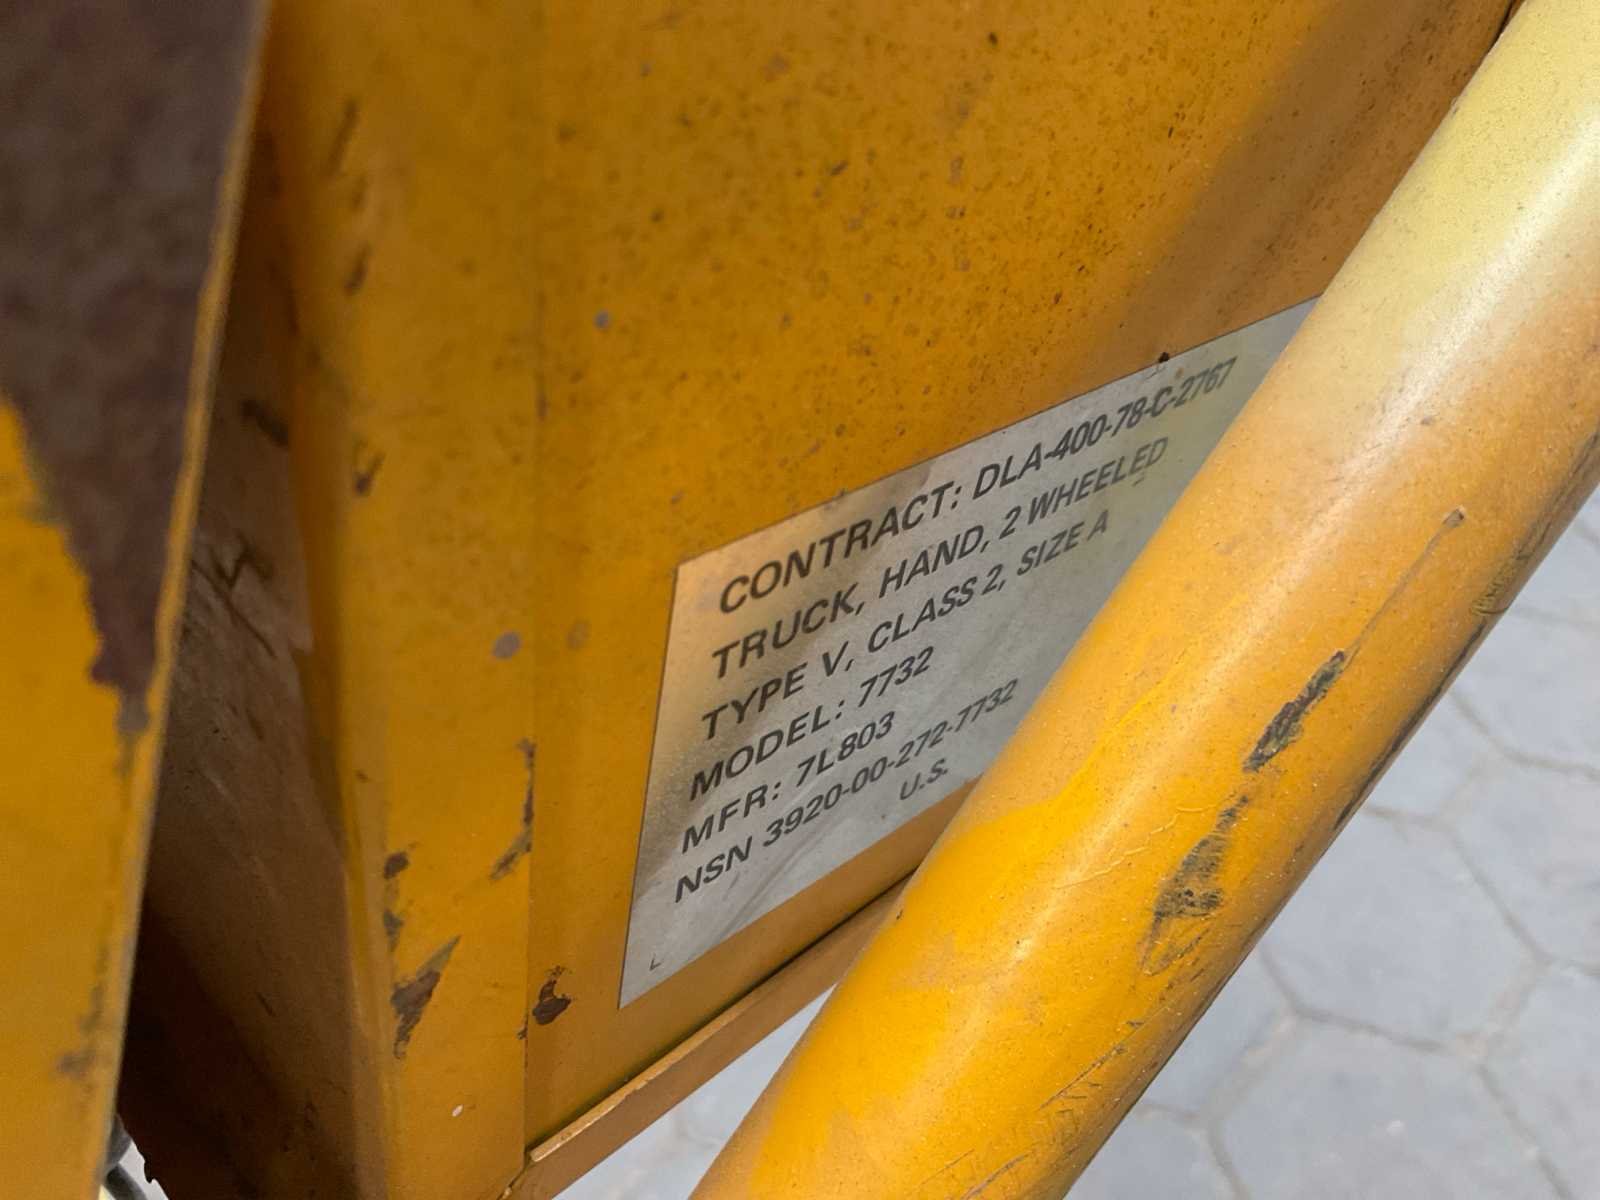 CONTRACT: DLA-400-78-C-2767
TRUCK, HAND, 2 WHEELED
TYPE V, CLASS 2, SIZE A
MODEL: 7732
MFR: 7L803
NSN 3920-00-272-7732
U.S.